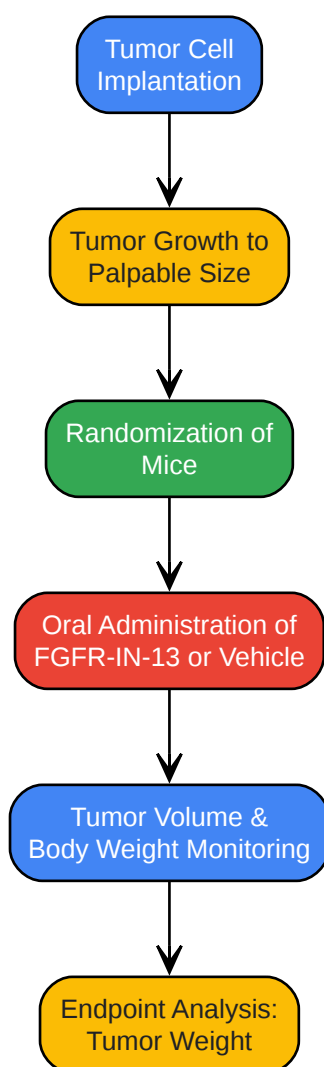 Tumor Cell
Implantation
Tumor Growth to
Palpable Size
Randomization of
Mice
Oral Administration of
FGFR-IN-13 or Vehicle
Tumor Volume &
Body Weight Monitoring
Endpoint Analysis:
Tumor Weight